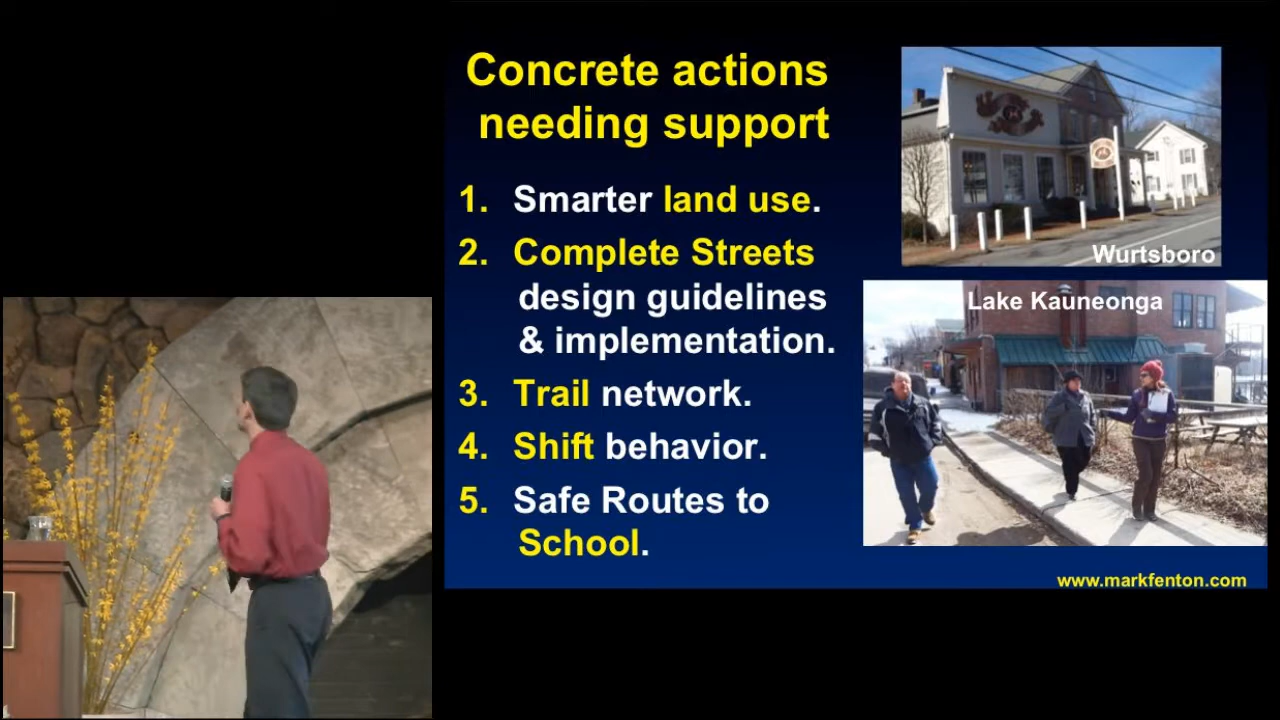 Concrete actions
needing support
1. Smarter land use.
2. Complete Streets
design guidelines
& implementation.
3. Trail network.
4. Shift behavior.
5. Safe Routes to
School.
Wurtsboro
Lake Kauneonga
www.markfenton.com